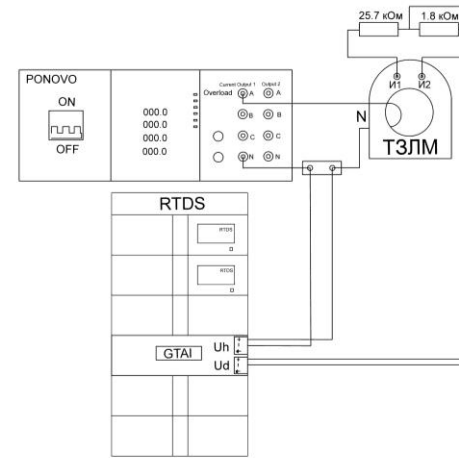 25.7 кОм 1.8 кОм
PONOVO
ON
OFF
000.0
000.0
000.0
000.0
Current Output 1 Output 2
Overload A A
B B
C C
N N
И1 И2
N
ТЗЛМ
RTDS
RTDS
RTDS
GTAI
Uh
Ud